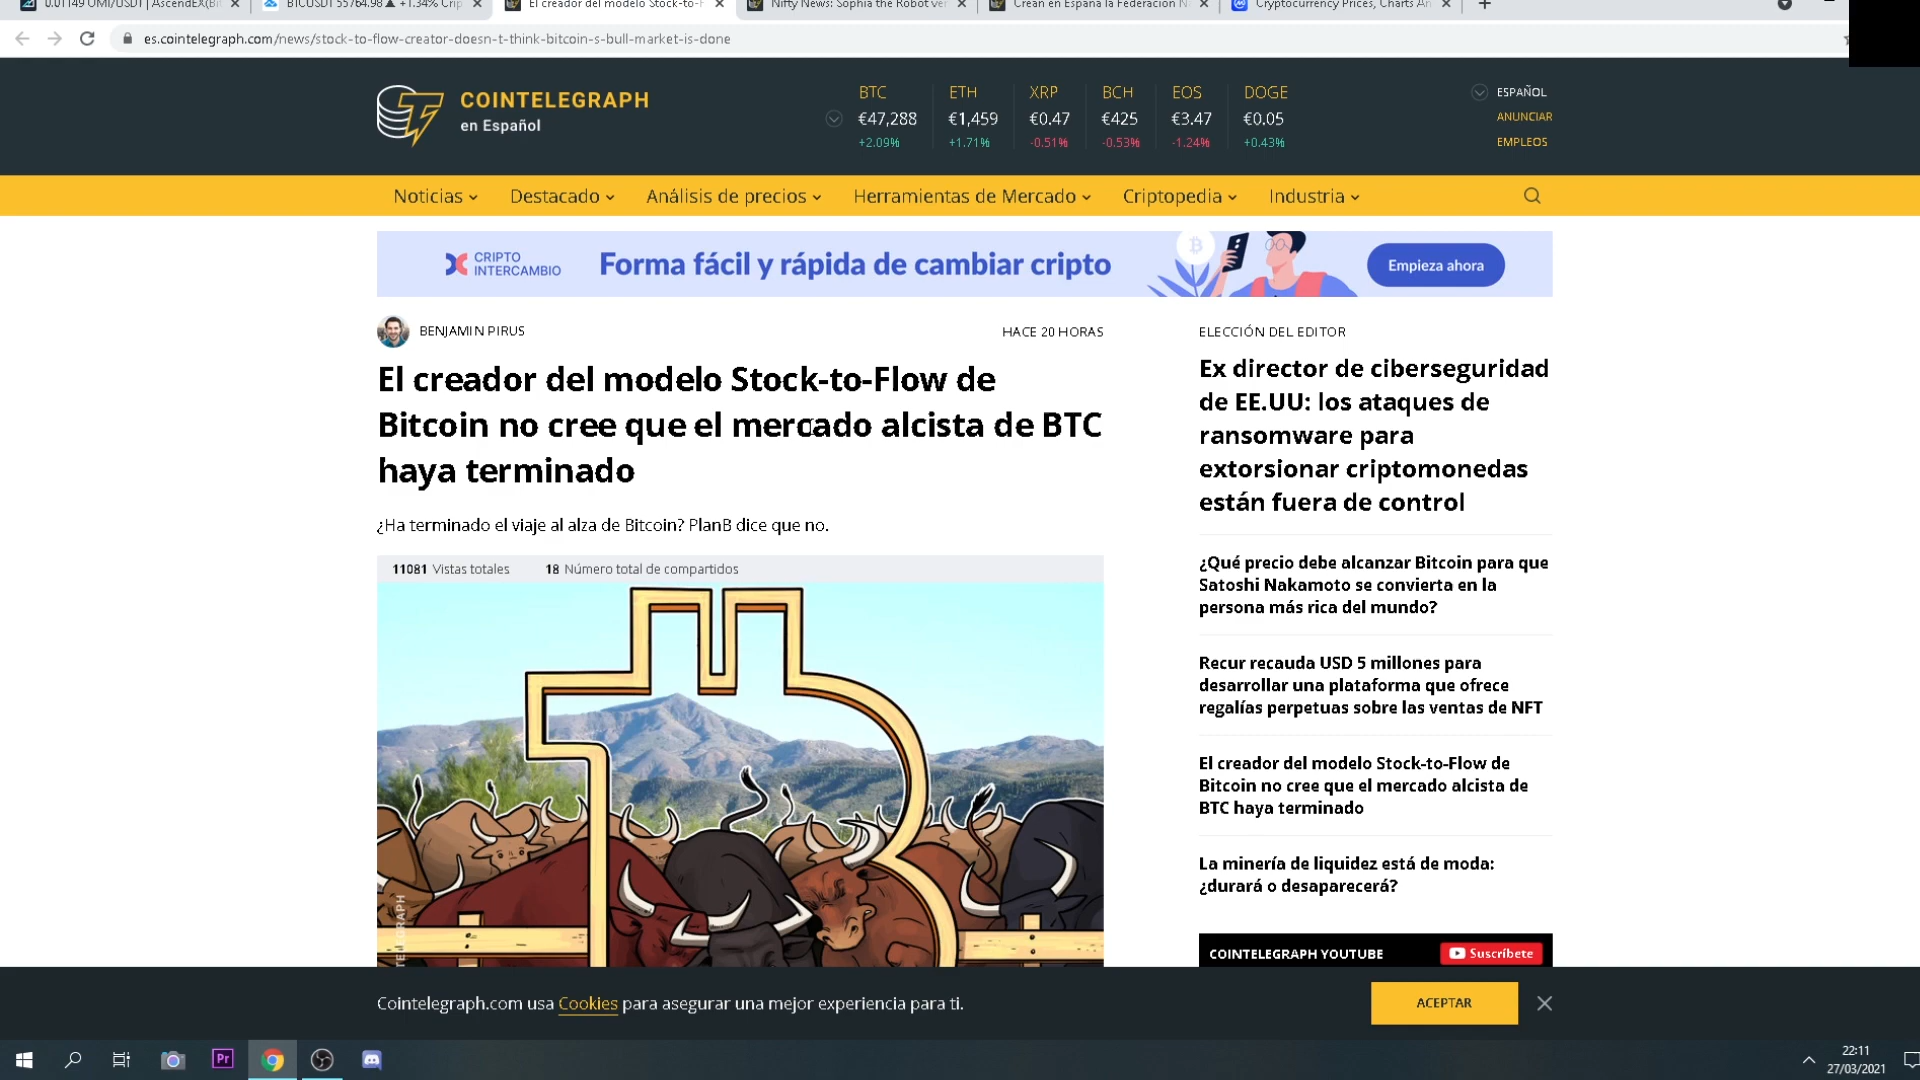 0.01149 OMI/USDT | AscendEX(Bi
BTCUSDT 55764.98 ▲ +1.34% Crip
El creador del modelo Stock-to-F
Nifty News: Sophia the Robot ver
Crean en España la Federación N
Cryptocurrency Prices, Charts An
es.cointelegraph.com/news/stock-to-flow-creator-doesn-t-think-bitcoin-s-bull-market-is-done
COINTELEGRAPH
en Español
BTC ETH XRP BCH EOS DOGE
€47,288 €1,459 €0.47 €425 €3.47 €0.05
+2.09% +1.71% -0.51% -0.53% -1.24% +0.43%
ESPAÑOL
ANUNCIAR
EMPLEOS
Noticias Destacado Análisis de precios Herramientas de Mercado Criptopedia Industria
CRIPTO
INTERCAMBIO
Forma fácil y rápida de cambiar cripto
Empieza ahora
BENJAMIN PIRUS
HACE 20 HORAS
El creador del modelo Stock-to-Flow de
Bitcoin no cree que el mercado alcista de BTC
haya terminado
¿Ha terminado el viaje al alza de Bitcoin? PlanB dice que no.
11081 Vistas totales 18 Número total de compartidos
ELECCIÓN DEL EDITOR
Ex director de ciberseguridad
de EE.UU: los ataques de
ransomware para
extorsionar criptomonedas
están fuera de control
¿Qué precio debe alcanzar Bitcoin para que
Satoshi Nakamoto se convierta en la
persona más rica del mundo?
Recur recauda USD 5 millones para
desarrollar una plataforma que ofrece
regalías perpetuas sobre las ventas de NFT
El creador del modelo Stock-to-Flow de
Bitcoin no cree que el mercado alcista de
BTC haya terminado
La minería de liquidez está de moda:
¿durará o desaparecerá?
COINTELEGRAPH YOUTUBE
Suscríbete
Cointelegraph.com usa Cookies para asegurar una mejor experiencia para ti.
ACEPTAR
Pr
22:11
27/03/2021